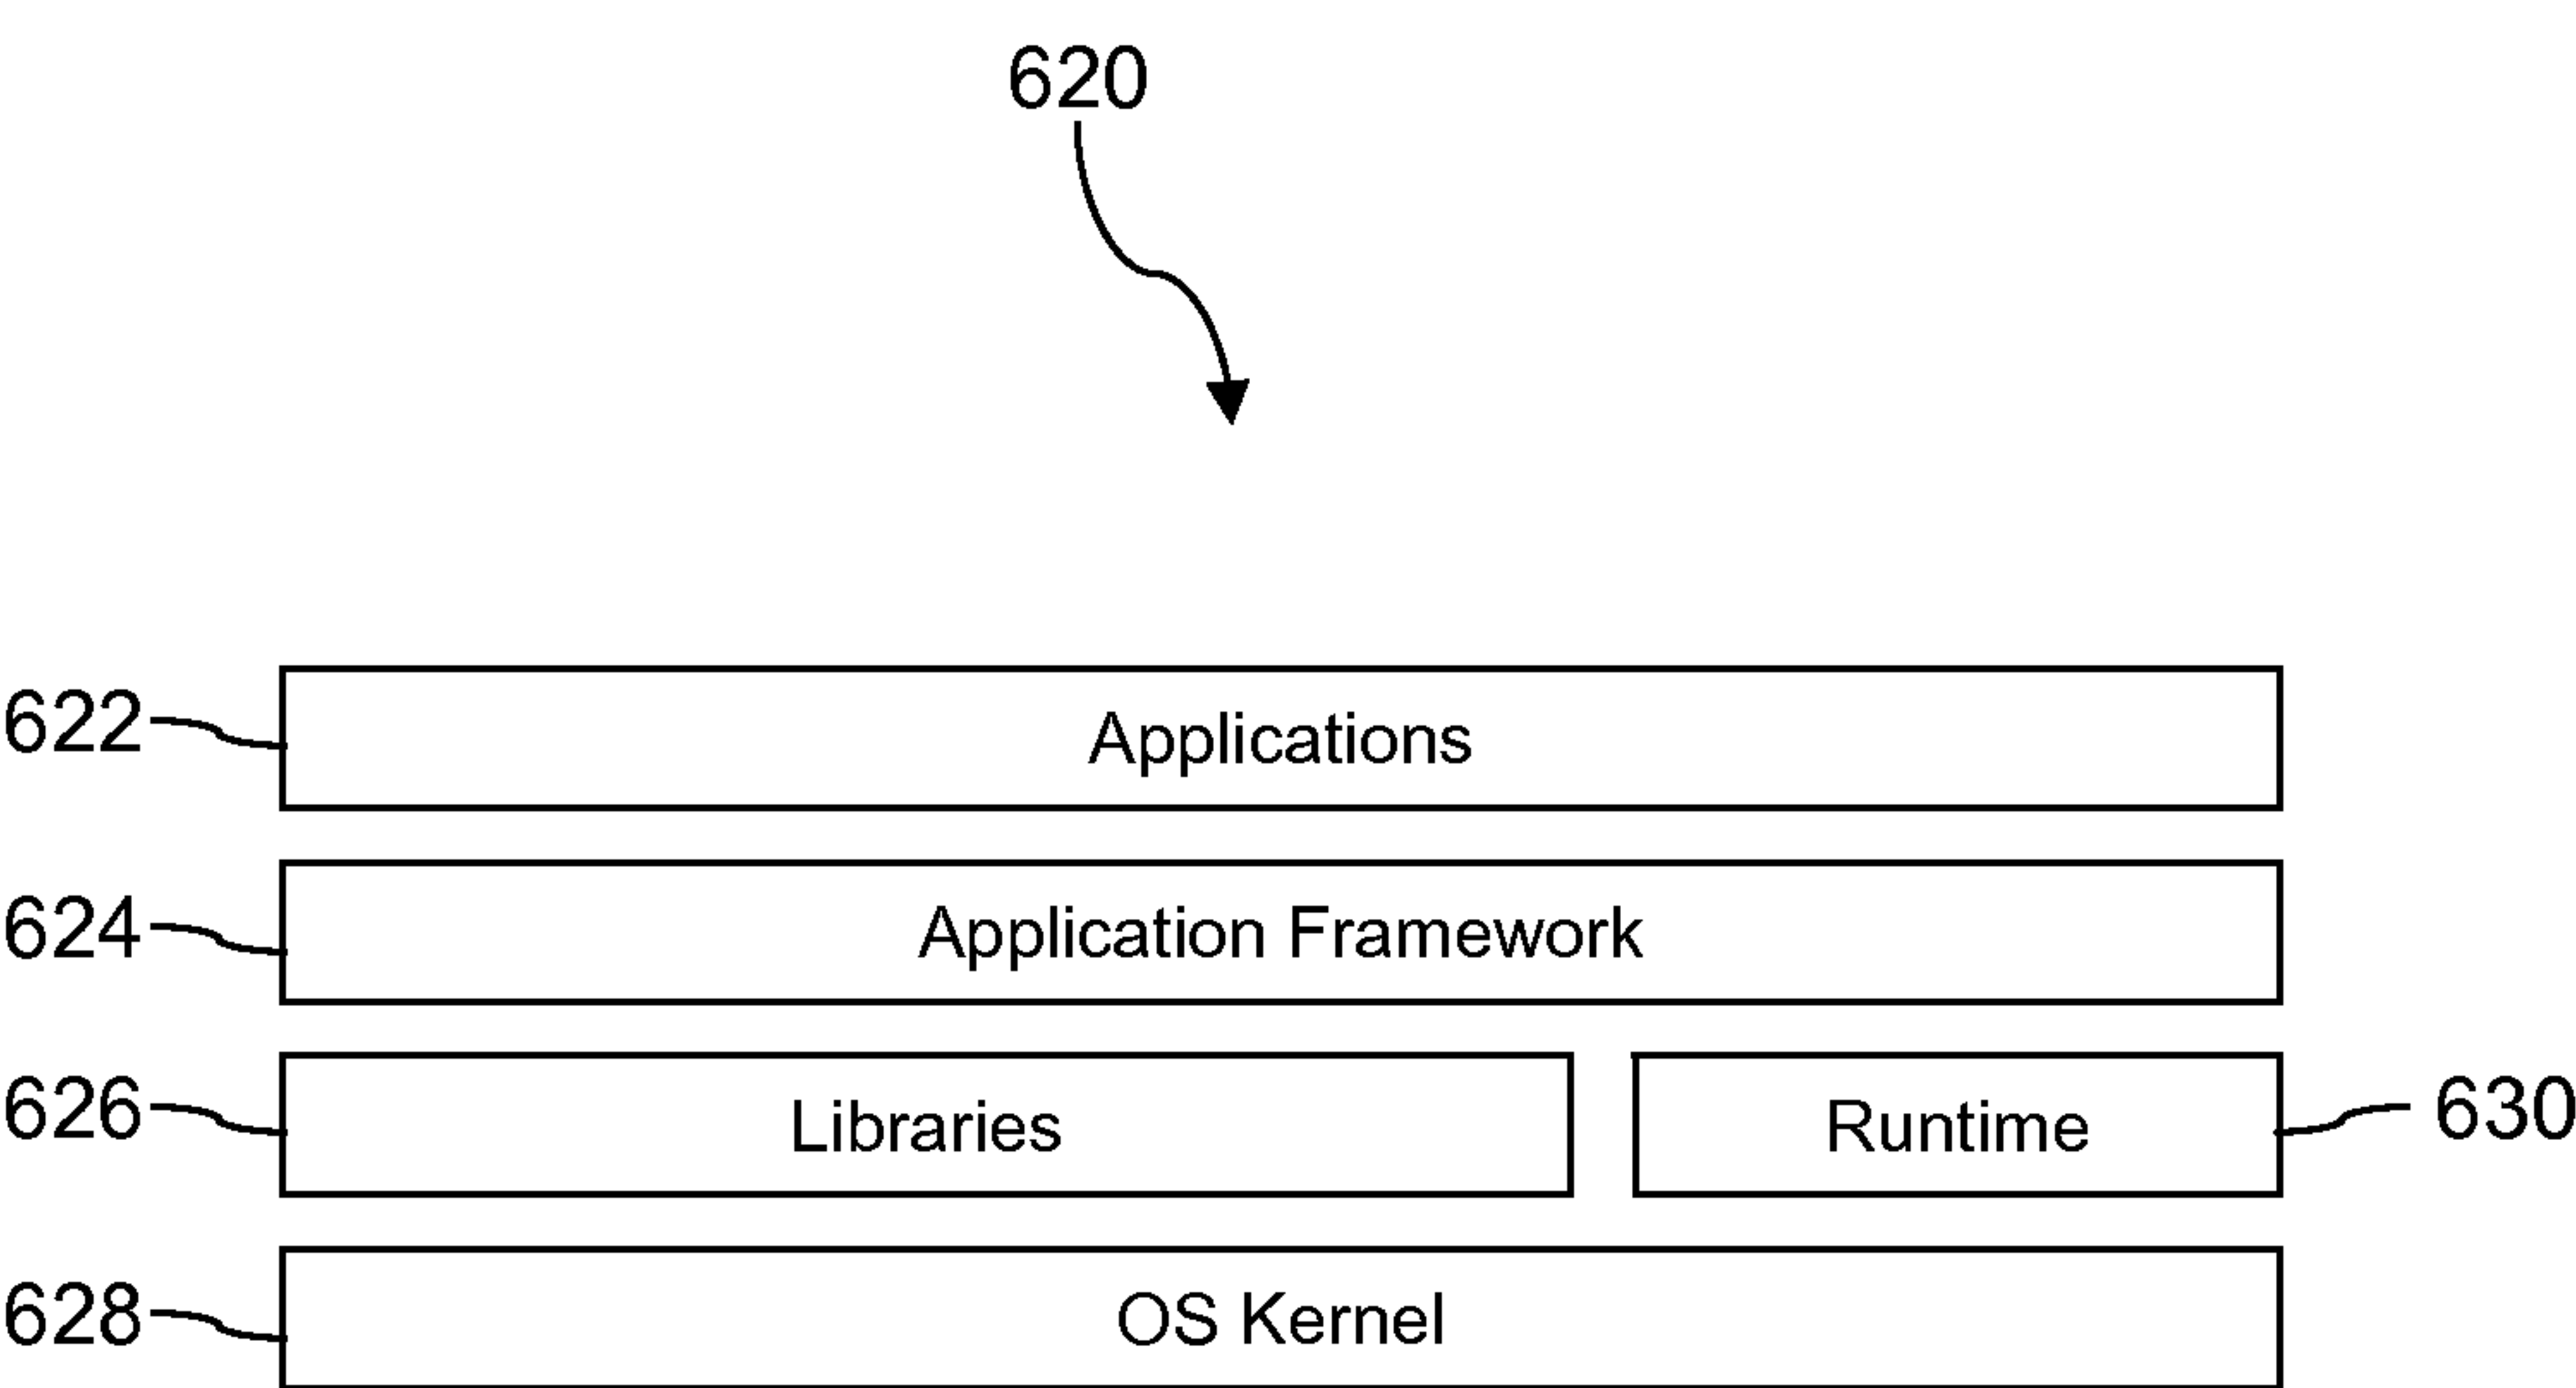 620
622 Applications
624 Application Framework
626 Libraries Runtime 630
628 OS Kernel